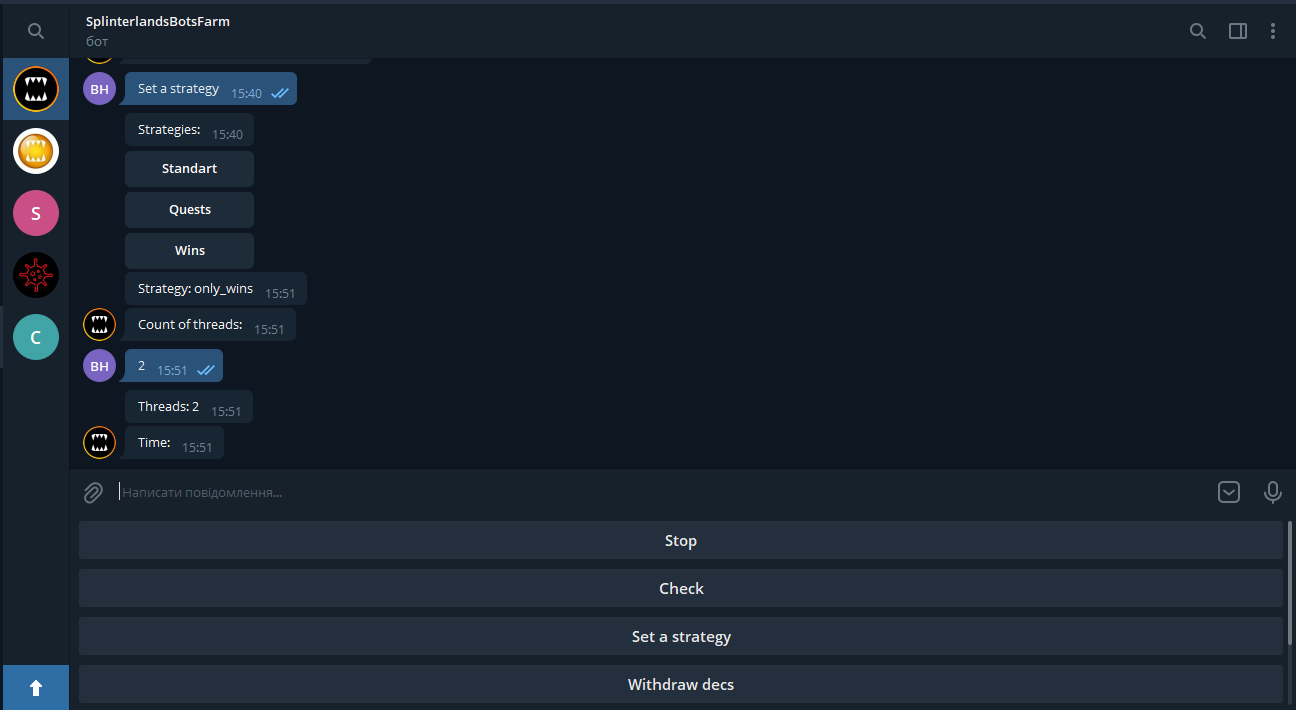 SplinterlandsBotsFarm
бот
BH
Set a strategy 15:40
Strategies: 15:40
Standart
Quests
Wins
Strategy: only_wins 15:51
Count of threads: 15:51
BH
2 15:51
Threads: 2 15:51
Time: 15:51
S
C
Написати повідомлення...
Stop
Check
Set a strategy
Withdraw decs